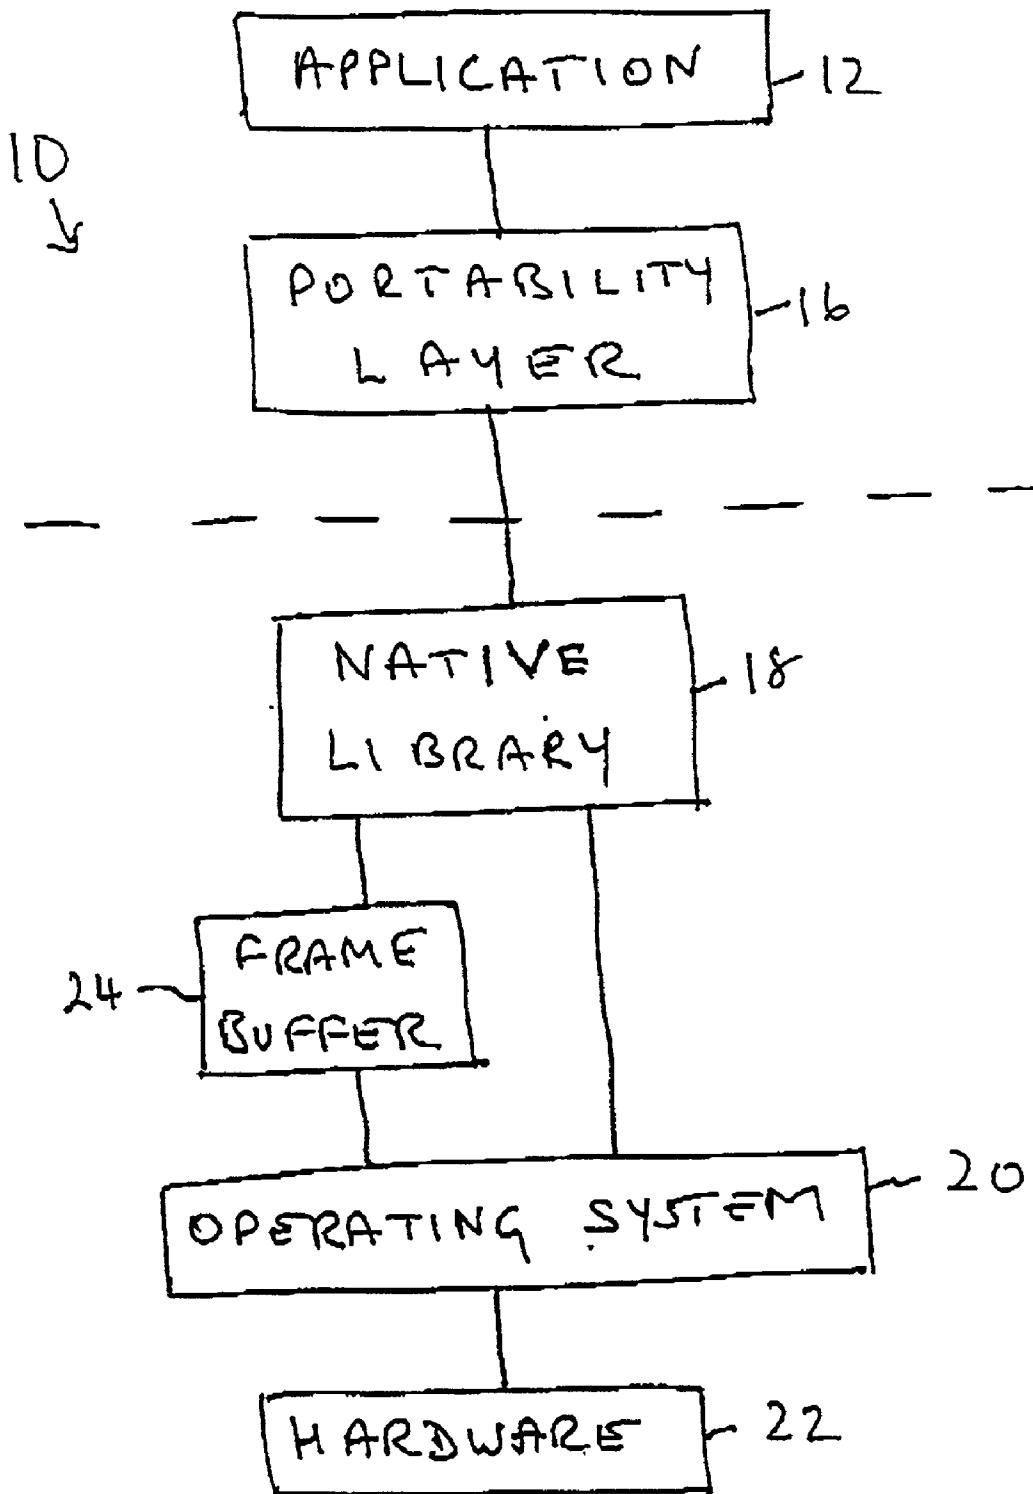 APPLICATION
12
10
PORTABILITY
LAYER
16
NATIVE
LIBRARY
18
FRAME
BUFFER
24
OPERATING SYSTEM
20
HARDWARE
22